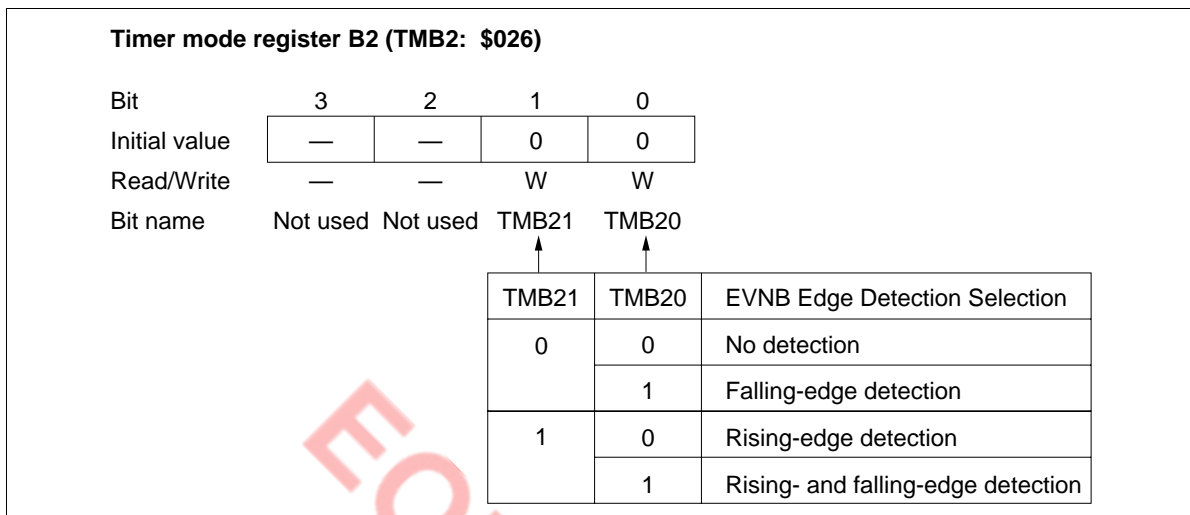 Timer mode register B2 (TMB2: $026)
Bit 3 2 1 0
Initial value — — 0 0
Read/Write — — W W
Bit name Not used Not used TMB21 TMB20
TMB21 TMB20 EVNB Edge Detection Selection
0 0 No detection
1 Falling-edge detection
1 0 Rising-edge detection
1 Rising- and falling-edge detection